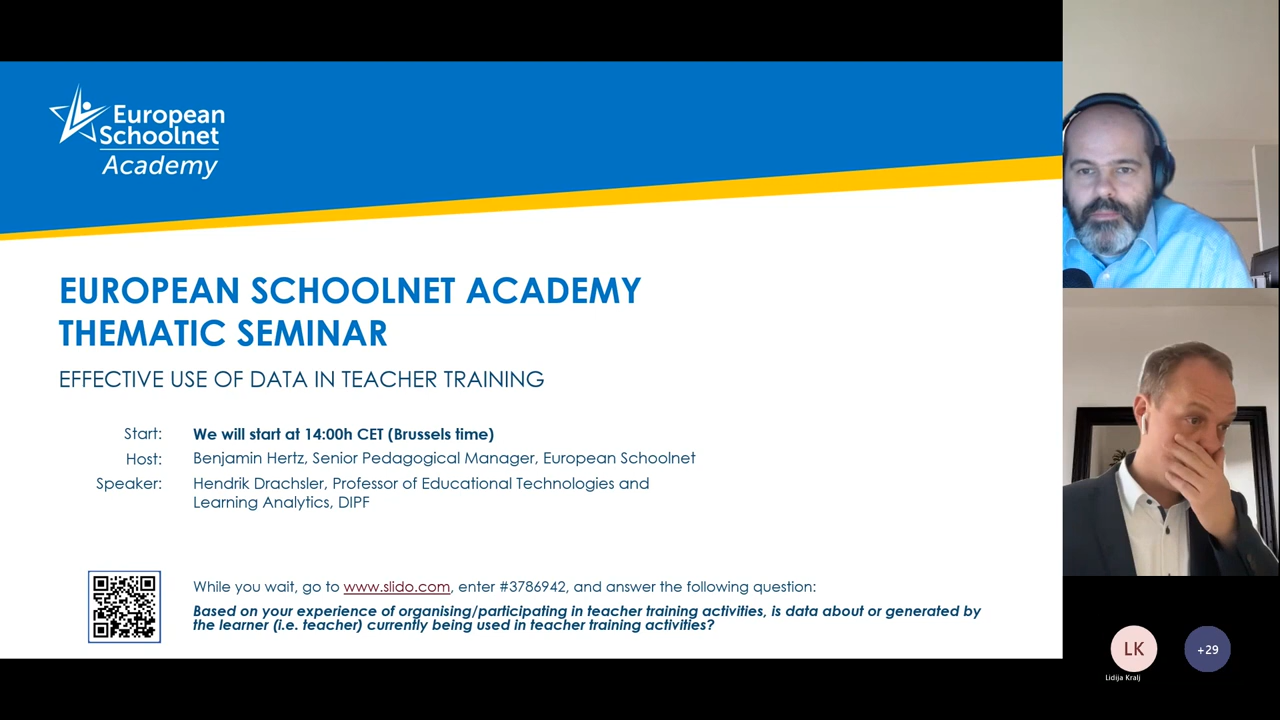 European
Schoolnet
Academy
EUROPEAN SCHOOLNET ACADEMY
THEMATIC SEMINAR
EFFECTIVE USE OF DATA IN TEACHER TRAINING
Start: We will start at 14:00h CET (Brussels time)
Host: Benjamin Hertz, Senior Pedagogical Manager, European Schoolnet
Speaker: Hendrik Drachsler, Professor of Educational Technologies and
Learning Analytics, DIPF
While you wait, go to www.slido.com, enter #3786942, and answer the following question:
Based on your experience of organising/participating in teacher training activities, is data about or generated by
the learner (i.e. teacher) currently being used in teacher training activities?
LK
+29
Lidija Kralj